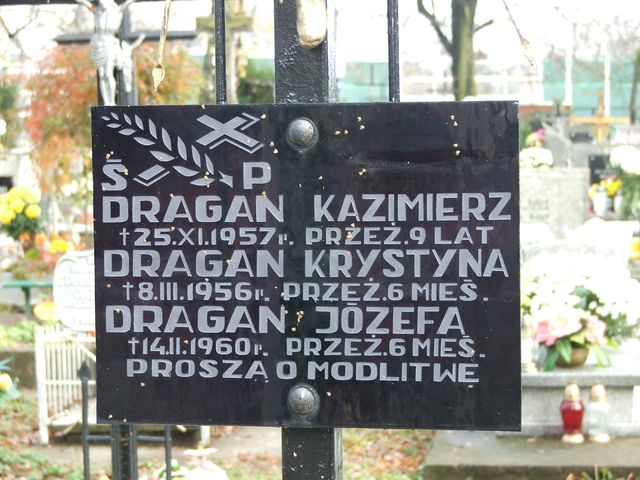 Ś P
DRAGAN KAZIMIERZ
†25.XI.1957r. PRZEŻ.9 LAT
DRAGAN KRYSTYNA
†8.III.1956r. PRZEŻ.6 MIEŚ.
DRAGAN JÓZEFA
†14.II.1960r. PRZEŻ.6 MIEŚ.
PROSZĄ O MODLITWĘ